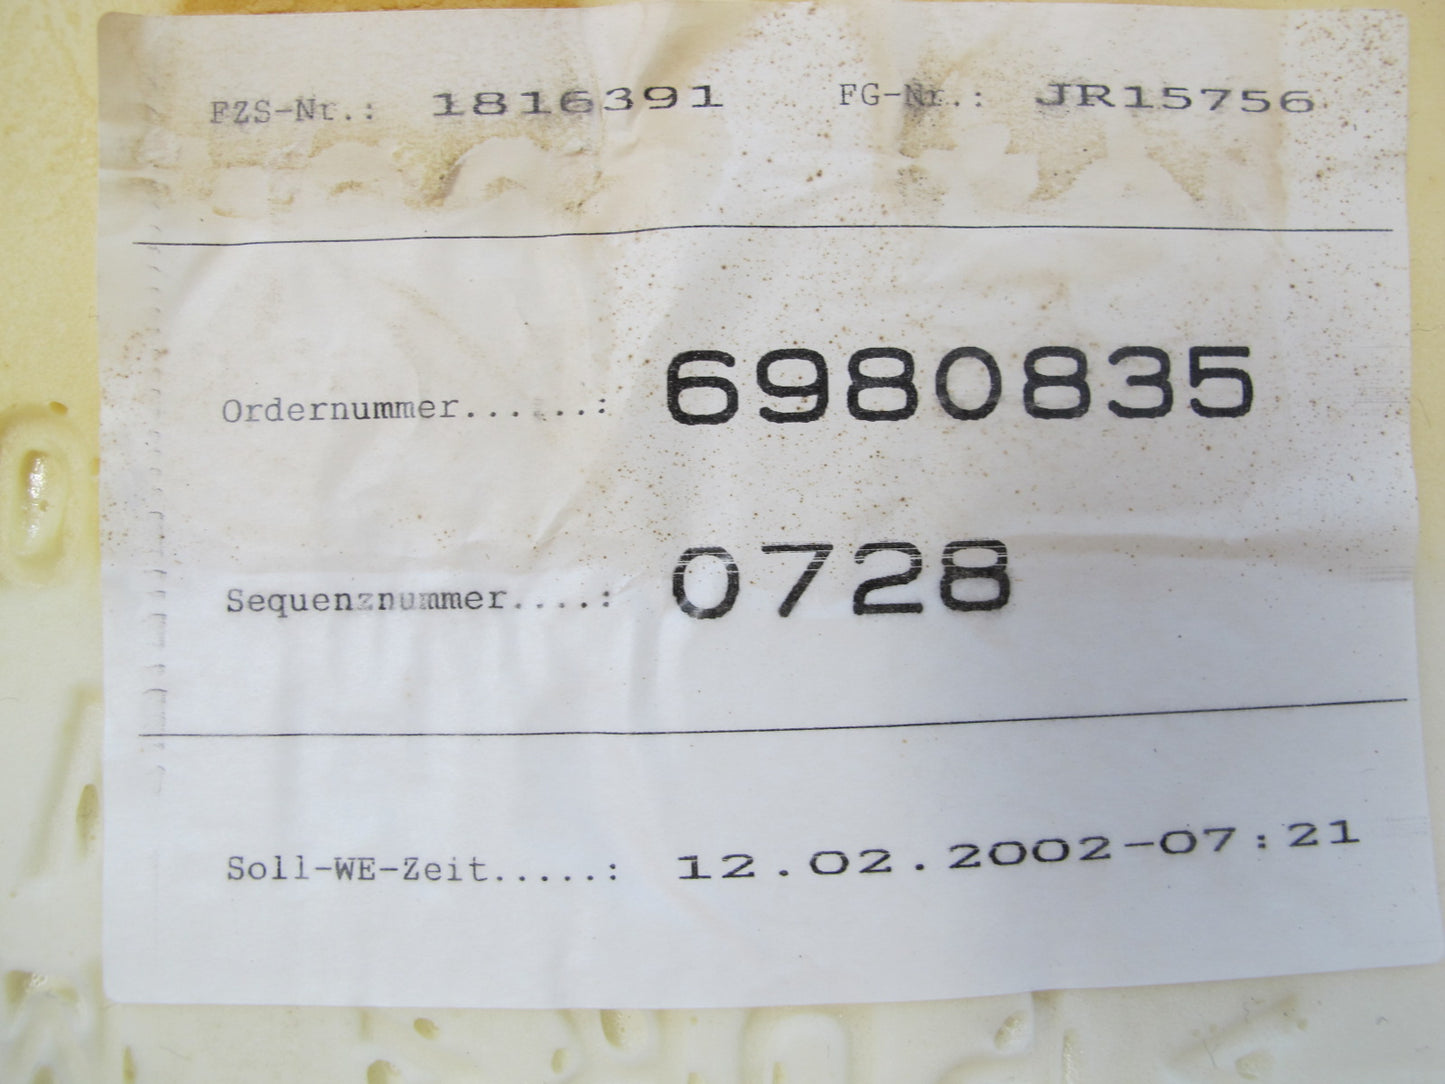 FZS-Nr.: 1816391 FG-Nr.: JR15756
Ordernummer......: 6980835
Sequenznummer....: 0728
Soll-WE-Zeit.....: 12.02.2002-07:21